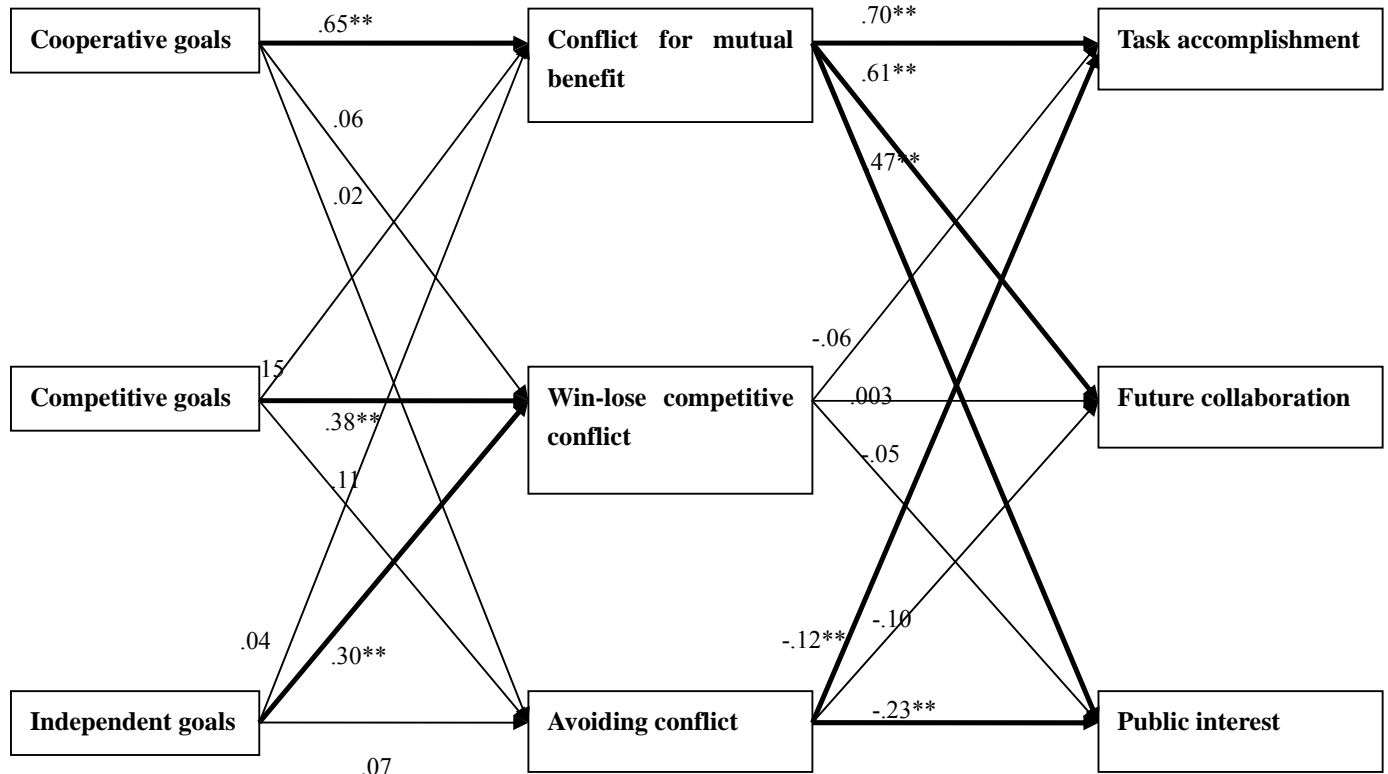 Cooperative goals
.65**
Conflict for mutual
benefit
.70**
Task accomplishment
.61**
.06
.47**
.02
-.06
15
Competitive goals
.38**
Win-lose competitive
conflict
.003
Future collaboration
.11
-.05
.04
.30**
-.12**
-.10
Independent goals
Avoiding conflict
-.23**
Public interest
.07